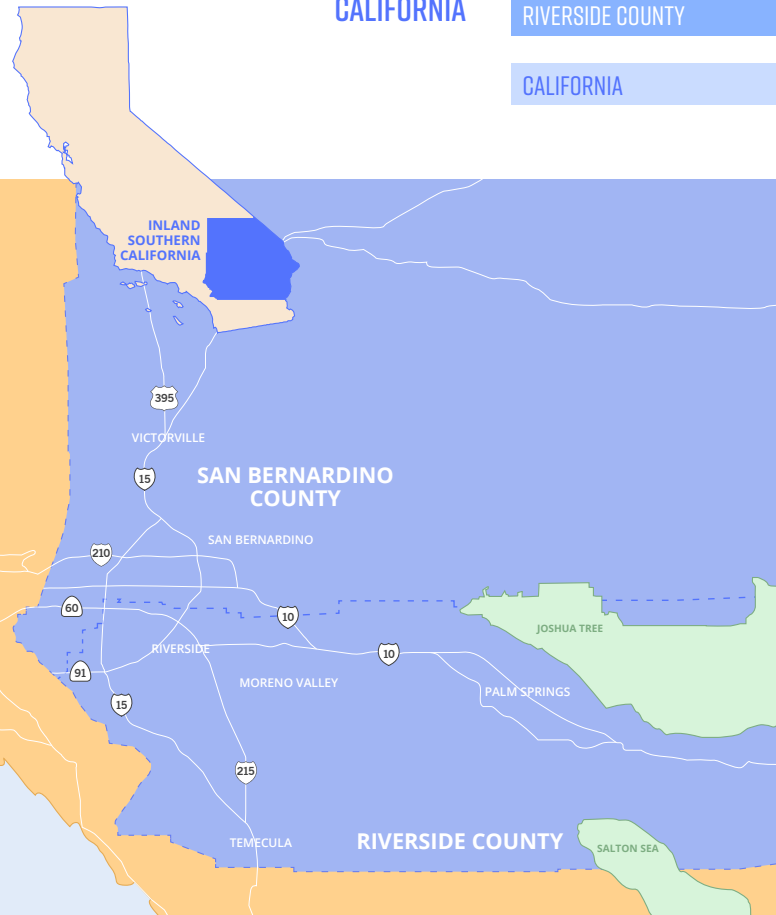 CALIFORNIA
RIVERSIDE COUNTY
CALIFORNIA
INLAND
SOUTHERN
CALIFORNIA
395
VICTORVILLE
15
SAN BERNARDINO
COUNTY
SAN BERNARDINO
210
60
10
JOSHUA TREE
RIVERSIDE
10
91
MORENO VALLEY
PALM SPRINGS
15
215
TEMECULA
RIVERSIDE COUNTY
SALTON SEA